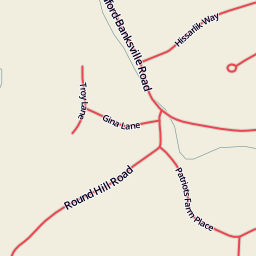 Hissarlik Way
ford-Banksville Road
Troy Lane
Gina Lane
Patriots Farm Place
Round Hill Road